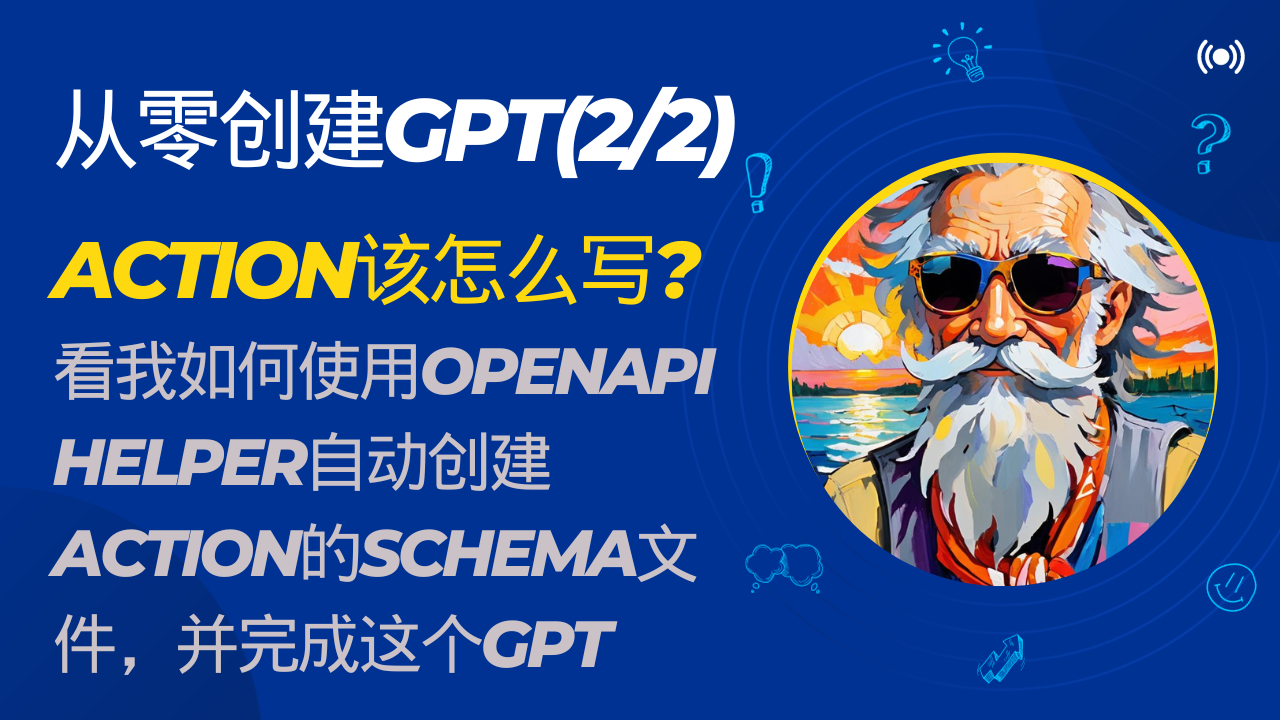 从零创建GPT(2/2)
ACTION该怎么写?
看我如何使用OPENAPI
HELPER自动创建
ACTION的SCHEMA文
件，并完成这个GPT